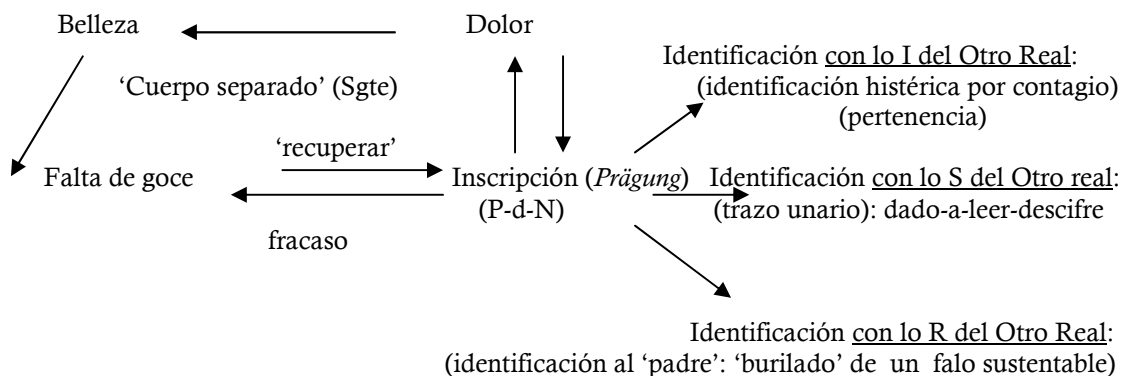 Belleza Dolor
Identificación con lo I del Otro Real:
'Cuerpo separado' (Sgte) (identificación histérica por contagio)
(pertenencia)
'recuperar'
Falta de goce Inscripción (Prägung) Identificación con lo S del Otro real:
(P-d-N) (trazo unario): dado-a-leer-descifre
fracaso
Identificación con lo R del Otro Real:
(identificación al 'padre': 'burilado' de un falo sustentable)